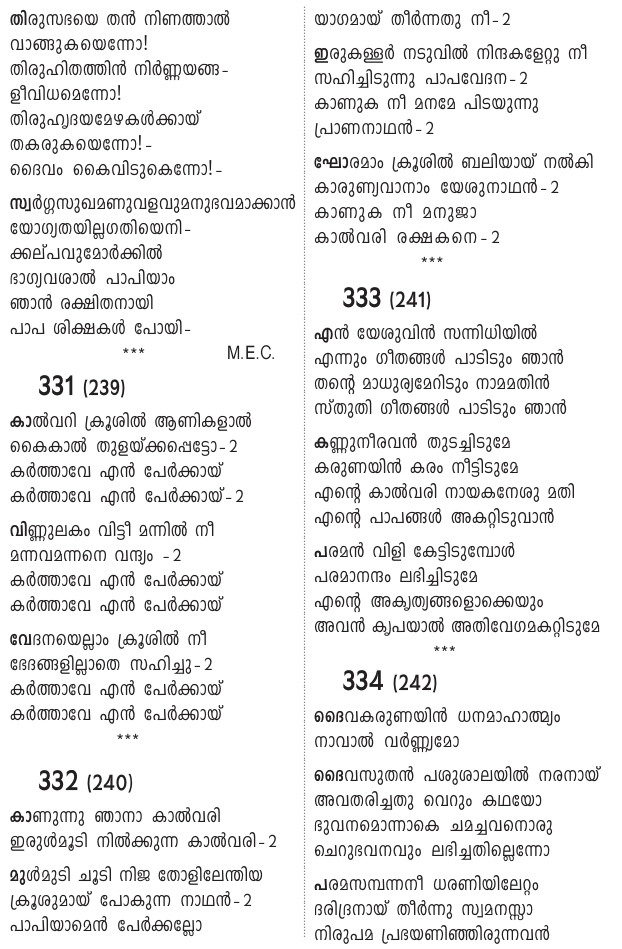 തിരുസഭയെ തൻ നിണത്താൽ
വാങ്ങുകയെന്നോ!
തിരുഹിതത്തിൻ നിർണ്ണയങ്ങ-
ളീവിധമെന്നോ!
തിരുഹൃദയമേഴകൾക്കായ്
തകരുകയെന്നോ!-
ദൈവം കൈവിടുകെന്നോ!-
സ്വർഗ്ഗസുഖമണുവളവുമനുഭവമാക്കാൻ
യോഗ്യതയില്ലഗതിയെനി-
ക്കല്പവുമോർക്കിൽ
ഭാഗ്യവശാൽ പാപിയാം
ഞാൻ രക്ഷിതനായി
പാപ ശിക്ഷകൾ പോയി-
*** M.E.C.
331 (239)
കാൽവറി ക്രൂശിൽ ആണികളാൽ
കൈകാൽ തുളയ്ക്കപ്പെട്ടോ-2
കർത്താവേ എൻ പേർക്കായ്
കർത്താവേ എൻ പേർക്കായ്-2
വിണ്ണുലകം വിട്ടീ മന്നിൽ നീ
മന്നവമന്നനെ വന്ദ്യം -2
കർത്താവേ എൻ പേർക്കായ്
കർത്താവേ എൻ പേർക്കായ്
വേദനയെല്ലാം ക്രൂശിൽ നീ
ഭേദങ്ങളില്ലാതെ സഹിച്ചു-2
കർത്താവേ എൻ പേർക്കായ്
കർത്താവേ എൻ പേർക്കായ്
***
332 (240)
കാണുന്നു ഞാനാ കാൽവരി
ഇരുൾമൂടി നിൽക്കുന്ന കാൽവരി-2
മുൾമുടി ചൂടി നിജ തോളിലേന്തിയ
ക്രൂശുമായ് പോകുന്ന നാഥൻ-2
പാപിയാമെൻ പേർക്കല്ലോ
യാഗമായ് തീർന്നതു നീ-2
ഇരുകള്ളർ നടുവിൽ നിന്ദകളേറ്റു നീ
സഹിച്ചിടുന്നു പാപവേദന-2
കാണുക നീ മനമേ പിടയുന്നു
പ്രാണനാഥൻ-2
ഘോരമാം ക്രൂശിൽ ബലിയായ് നൽകി
കാരുണ്യവാനാം യേശുനാഥൻ-2
കാണുക നീ മനുജാ
കാൽവരി രക്ഷകനെ-2
***
333 (241)
എൻ യേശുവിൻ സന്നിധിയിൽ
എന്നും ഗീതങ്ങൾ പാടിടും ഞാൻ
തന്റെ മാധുര്യമേറിടും നാമമതിൻ
സ്തുതി ഗീതങ്ങൾ പാടിടും ഞാൻ
കണ്ണുനീരവൻ തുടച്ചിടുമേ
കരുണയിൻ കരം നീട്ടിടുമേ
എന്റെ കാൽവരി നായകനേശു മതി
എന്റെ പാപങ്ങൾ അകറ്റിടുവാൻ
പരമൻ വിളി കേട്ടിടുമ്പോൾ
പരമാനന്ദം ലഭിച്ചിടുമേ
എന്റെ അകൃത്യങ്ങളൊക്കെയും
അവൻ കൃപയാൽ അതിവേഗമകറ്റിടുമേ
***
334 (242)
ദൈവകരുണയിൻ ധനമാഹാത്മ്യം
നാവാൽ വർണ്ണ്യമോ
ദൈവസുതൻ പശുശാലയിൽ നരനായ്
അവതരിച്ചതു വെറും കഥയോ
ഭുവനമൊന്നാകെ ചമച്ചവനൊരു
ചെറുഭവനവും ലഭിച്ചതില്ലെന്നോ
പരമസമ്പന്നനീ ധരണിയിലേറ്റം
ദരിദ്രനായ് തീർന്നു സ്വമനസ്സാ
നിരുപമ പ്രഭയണിഞ്ഞിരുന്നവൻ